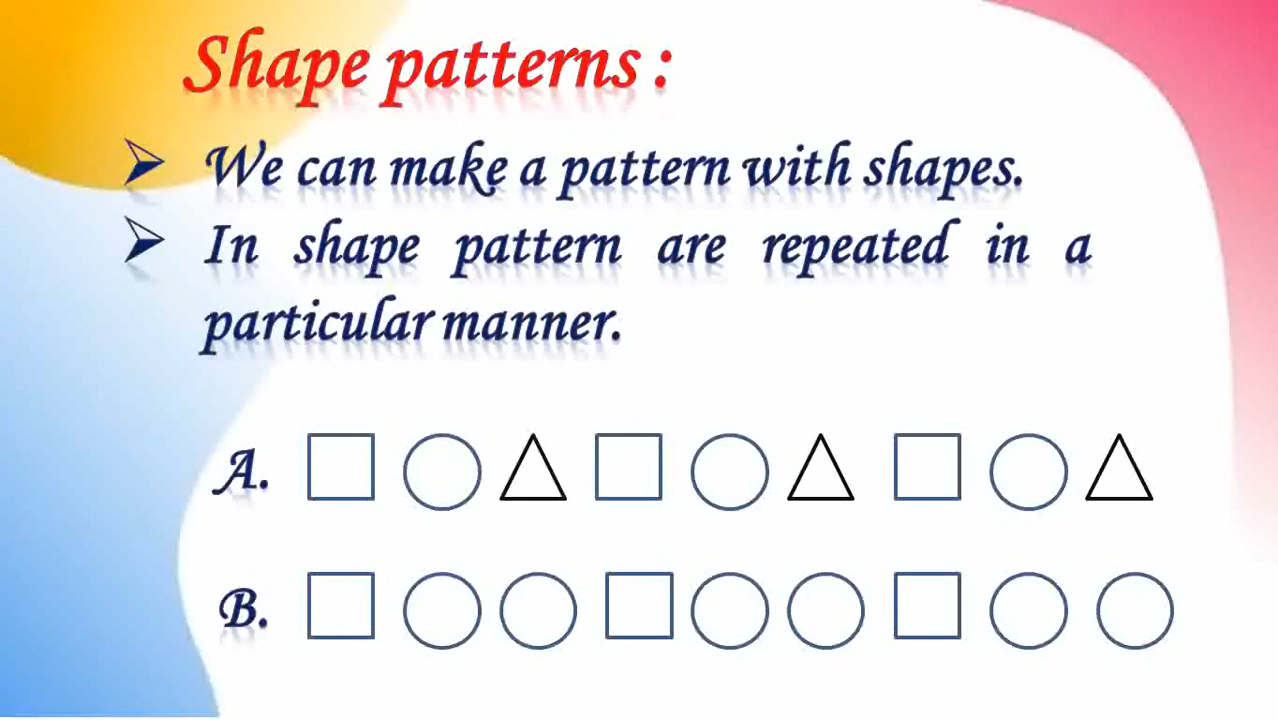 Shape patterns :
We can make a pattern with shapes.
In shape pattern are repeated in a
particular manner.
A.
B.